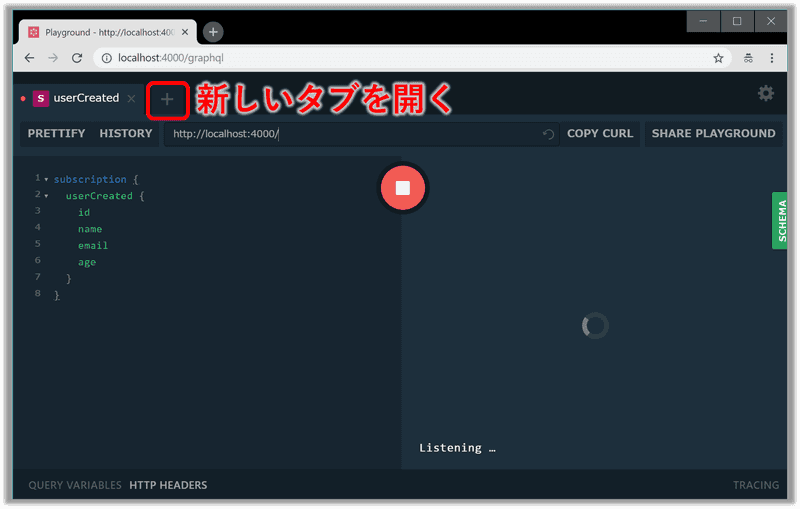 Playground - http://localhost:4000/
localhost:4000/graphql
S userCreated
新しいタブを開く
PRETTIFY HISTORY http://localhost:4000/ COPY CURL SHARE PLAYGROUND
1 subscription {
2 userCreated {
3 id
4 name
5 email
6 age
7 }
8 }
SCHEMA
Listening …
QUERY VARIABLES HTTP HEADERS TRACING